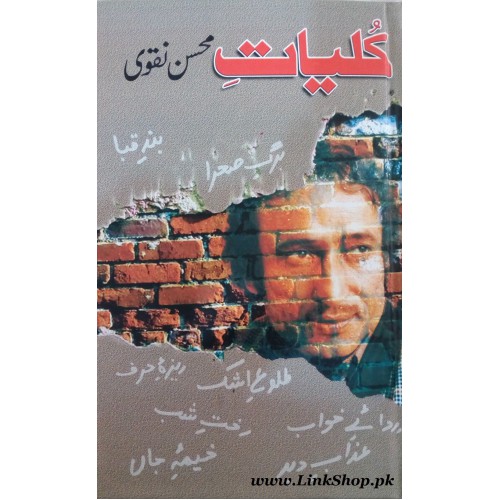 کُلیاتِ محسن نقوی
بندِ قبا
برگِ صحرا
ریزۂ حرف
طلوعِ اشک
رختِ شب
ردائے خواب
خیمۂ جاں
عذابِ دید
www.LinkShop.pk